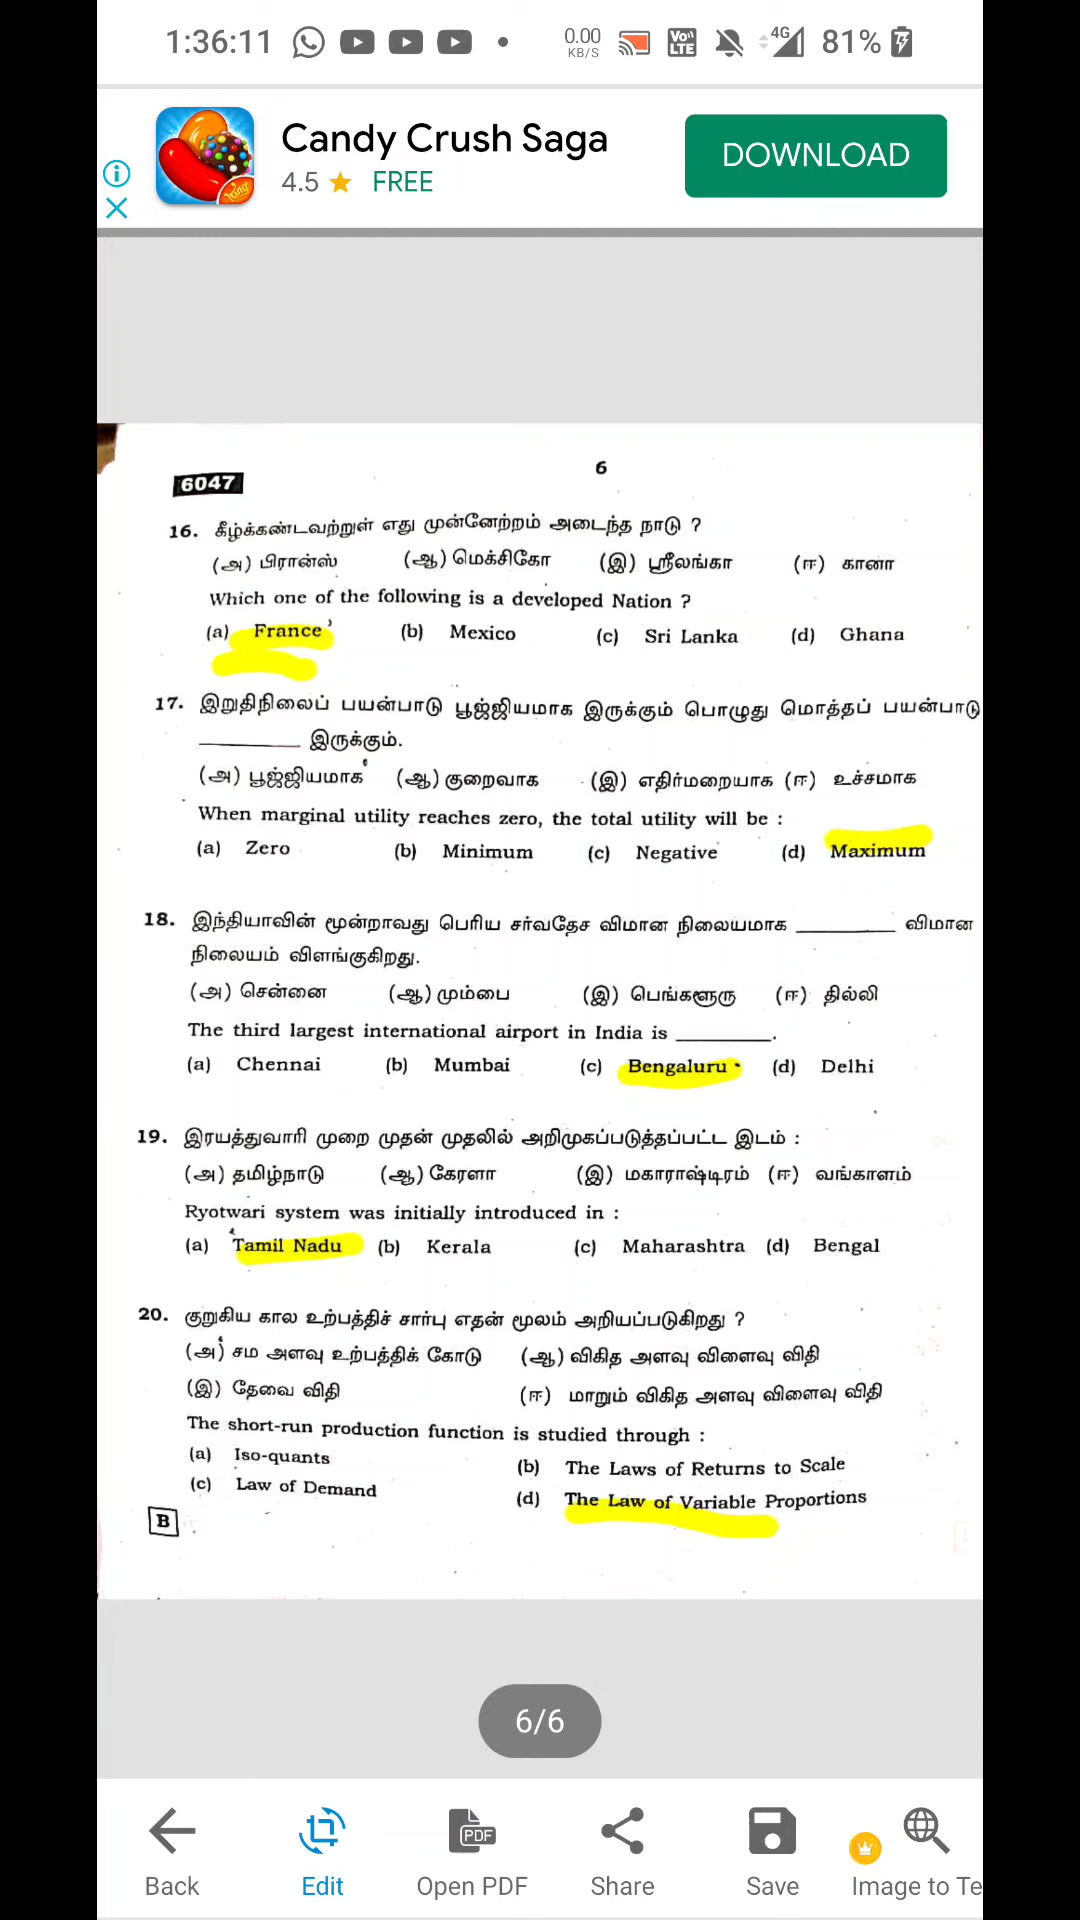 1:36:11 • 0.00 KB/S VoLTE 4G 81%
Candy Crush Saga
4.5 ★ FREE
DOWNLOAD
6047
6
16. கீழ்க்கண்டவற்றுள் எது முன்னேற்றம் அடைந்த நாடு ?
(அ) பிரான்ஸ் (ஆ) மெக்சிகோ (இ) ஸ்ரீலங்கா (ஈ) கானா
Which one of the following is a developed Nation ?
(a) France (b) Mexico (c) Sri Lanka (d) Ghana
17. இறுதிநிலைப் பயன்பாடு பூஜ்ஜியமாக இருக்கும் பொழுது மொத்தப் பயன்பாடு
__________ இருக்கும்.
(அ) பூஜ்ஜியமாக (ஆ) குறைவாக (இ) எதிர்மறையாக (ஈ) உச்சமாக
When marginal utility reaches zero, the total utility will be :
(a) Zero (b) Minimum (c) Negative (d) Maximum
18. இந்தியாவின் மூன்றாவது பெரிய சர்வதேச விமான நிலையமாக __________ விமான
நிலையம் விளங்குகிறது.
(அ) சென்னை (ஆ) மும்பை (இ) பெங்களூரு (ஈ) தில்லி
The third largest international airport in India is __________.
(a) Chennai (b) Mumbai (c) Bengaluru (d) Delhi
19. இரயத்துவாரி முறை முதன் முதலில் அறிமுகப்படுத்தப்பட்ட இடம் :
(அ) தமிழ்நாடு (ஆ) கேரளா (இ) மகாராஷ்டிரம் (ஈ) வங்காளம்
Ryotwari system was initially introduced in :
(a) Tamil Nadu (b) Kerala (c) Maharashtra (d) Bengal
20. குறுகிய கால உற்பத்திச் சார்பு எதன் மூலம் அறியப்படுகிறது ?
(அ) சம அளவு உற்பத்திக் கோடு (ஆ) விகித அளவு விளைவு விதி
(இ) தேவை விதி (ஈ) மாறும் விகித அளவு விளைவு விதி
The short-run production function is studied through :
(a) Iso-quants (b) The Laws of Returns to Scale
(c) Law of Demand (d) The Law of Variable Proportions
B
6/6
PDF
Back Edit Open PDF Share Save Image to Te